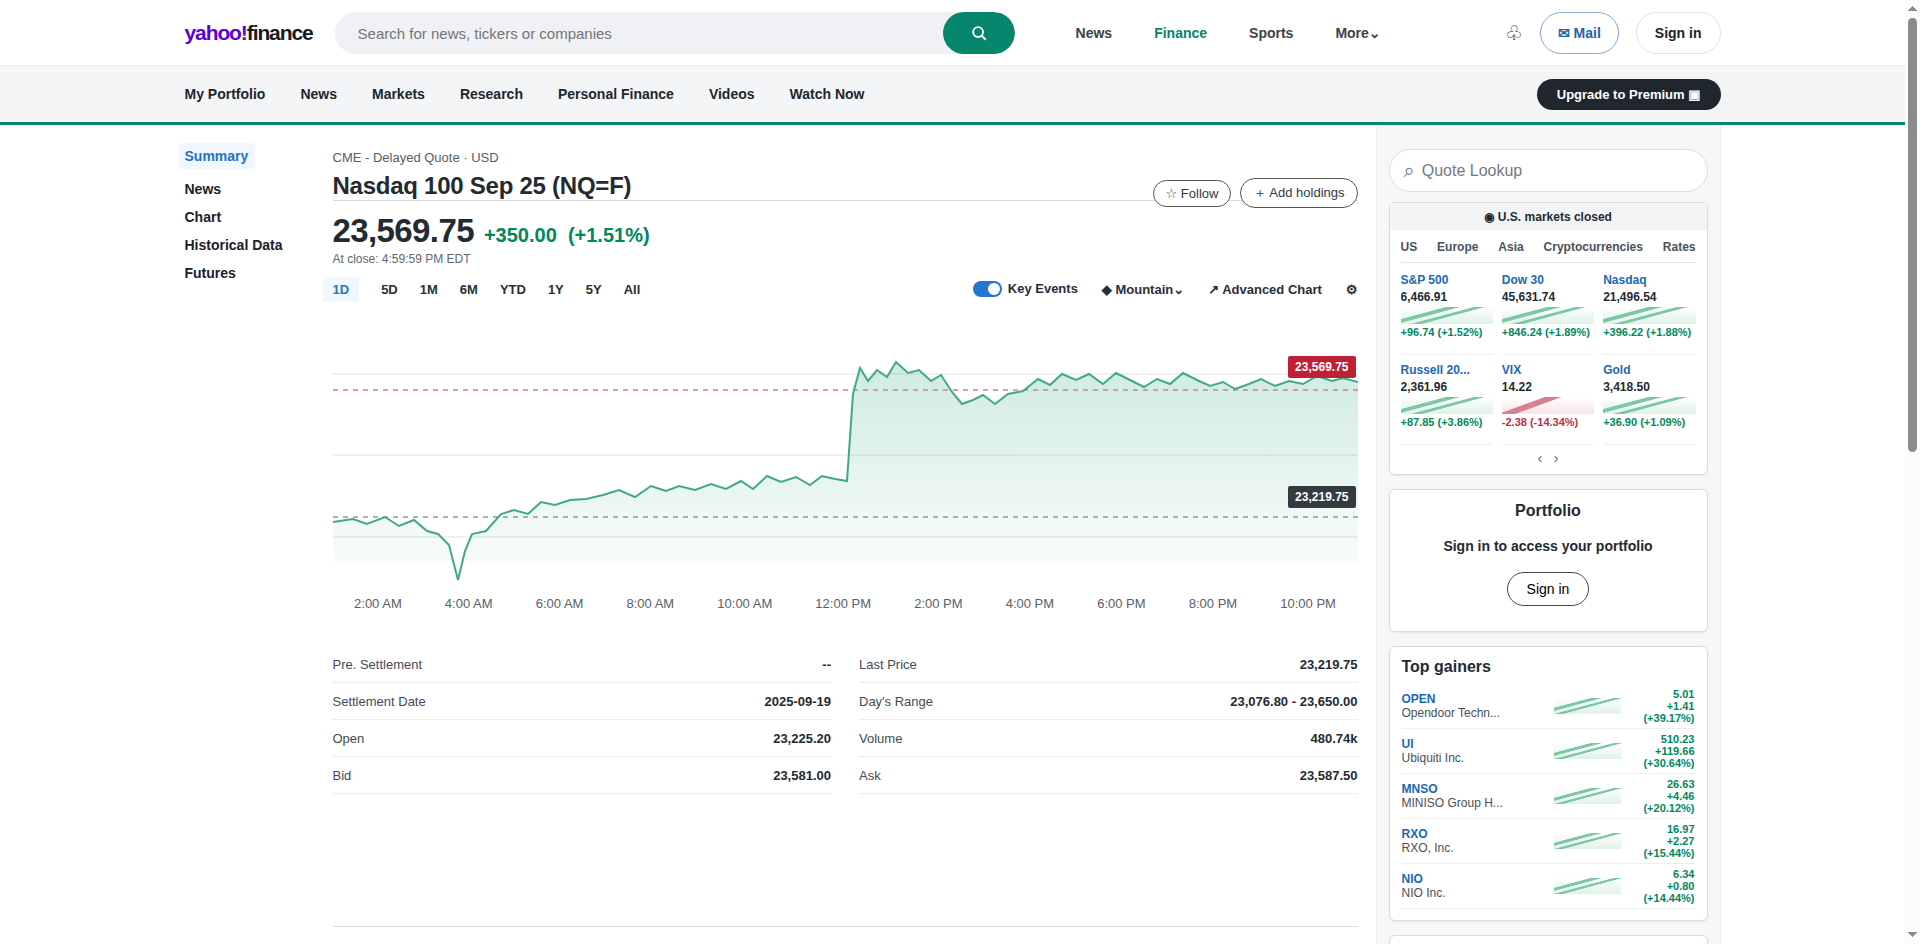 yahoo!finance
Search for news, tickers or companies
News Finance Sports More
Mail
Sign in
My Portfolio News Markets Research Personal Finance Videos Watch Now
Upgrade to Premium
Summary
News
Chart
Historical Data
Futures
CME - Delayed Quote · USD
Nasdaq 100 Sep 25 (NQ=F)
☆ Follow
+ Add holdings
23,569.75 +350.00 (+1.51%)
At close: 4:59:59 PM EDT
1D 5D 1M 6M YTD 1Y 5Y All
Key Events
Mountain
Advanced Chart
23,569.75
23,219.75
2:00 AM 4:00 AM 6:00 AM 8:00 AM 10:00 AM 12:00 PM 2:00 PM 4:00 PM 6:00 PM 8:00 PM 10:00 PM
Pre. Settlement --
Last Price 23,219.75
Settlement Date 2025-09-19
Day's Range 23,076.80 - 23,650.00
Open 23,225.20
Volume 480.74k
Bid 23,581.00
Ask 23,587.50
Quote Lookup
U.S. markets closed
US Europe Asia Cryptocurrencies Rates
S&P 500 Dow 30 Nasdaq
6,466.91 45,631.74 21,496.54
+96.74 (+1.52%) +846.24 (+1.89%) +396.22 (+1.88%)
Russell 20... VIX Gold
2,361.96 14.22 3,418.50
+87.85 (+3.86%) -2.38 (-14.34%) +36.90 (+1.09%)
‹ ›
Portfolio
Sign in to access your portfolio
Sign in
Top gainers
OPEN
Opendoor Techn...
5.01
+1.41
(+39.17%)
UI
Ubiquiti Inc.
510.23
+119.66
(+30.64%)
MNSO
MINISO Group H...
26.63
+4.46
(+20.12%)
RXO
RXO, Inc.
16.97
+2.27
(+15.44%)
NIO
NIO Inc.
6.34
+0.80
(+14.44%)